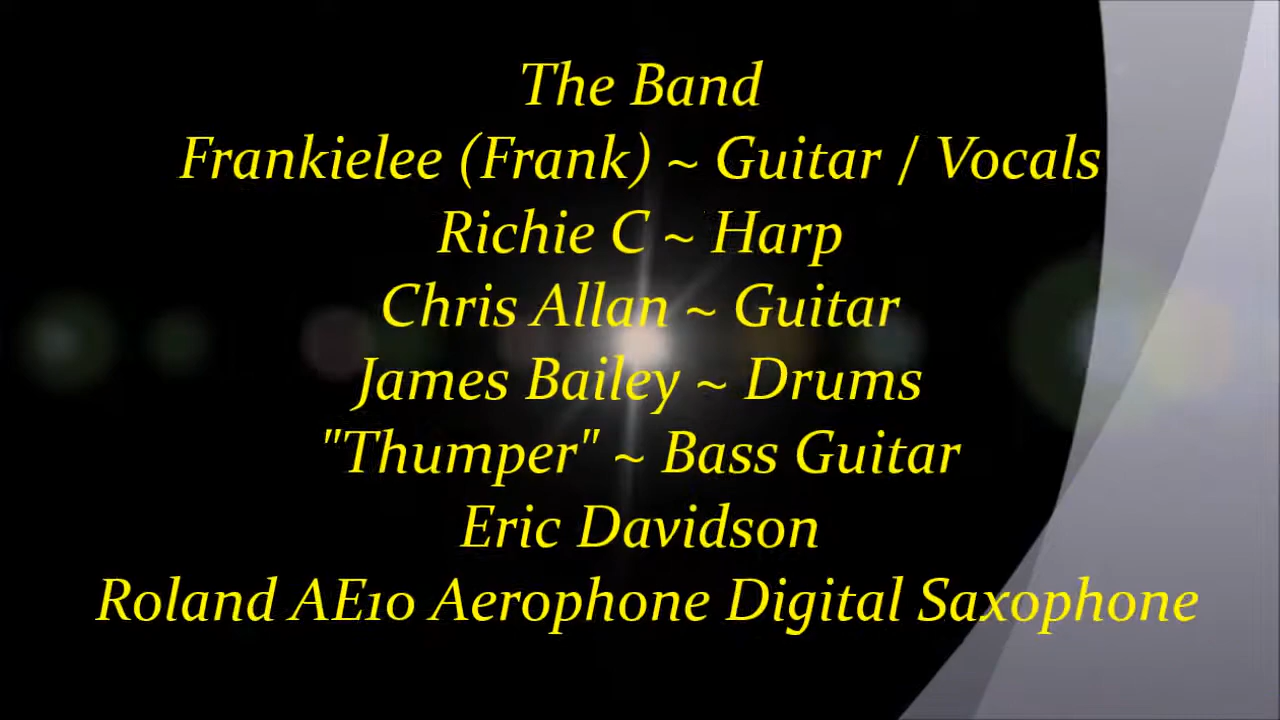 The Band
Frankielee (Frank) ~ Guitar / Vocals
Richie C ~ Harp
Chris Allan ~ Guitar
James Bailey ~ Drums
"Thumper" ~ Bass Guitar
Eric Davidson
Roland AE10 Aerophone Digital Saxophone